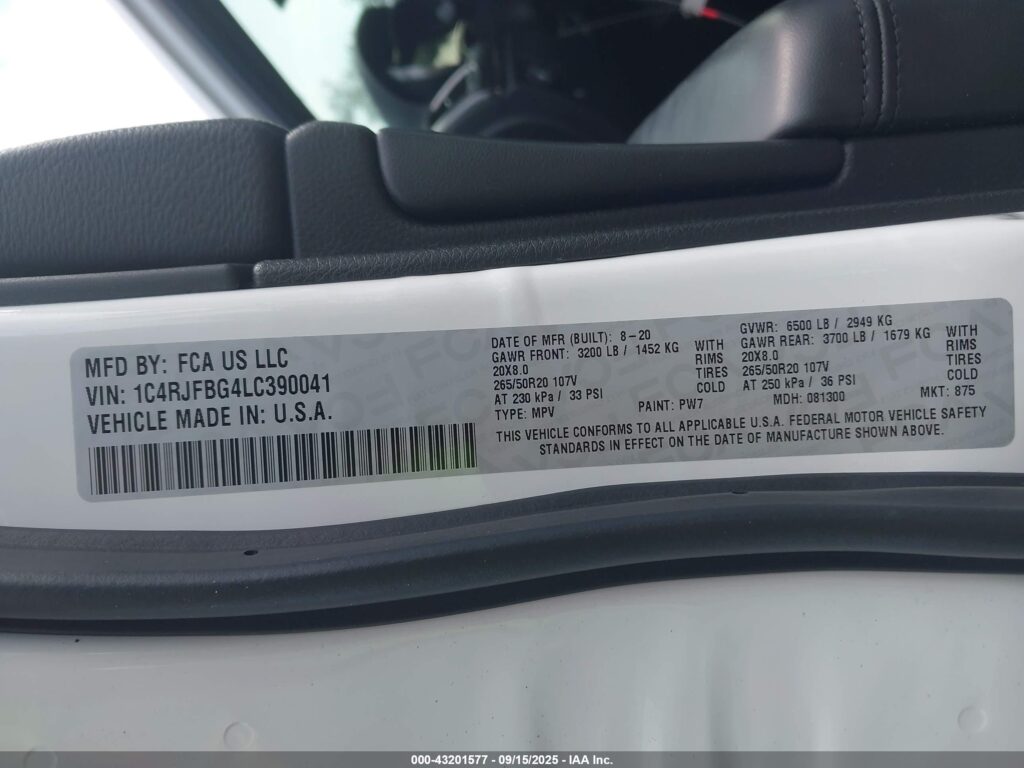 MFD BY: FCA US LLC
VIN: 1C4RJFBG4LC390041
VEHICLE MADE IN: U.S.A.
DATE OF MFR (BUILT): 8-20
GAWR FRONT: 3200 LB / 1452 KG WITH
20X8.0 RIMS
265/50R20 107V TIRES
AT 230 kPa / 33 PSI COLD
TYPE: MPV
GVWR: 6500 LB / 2949 KG
GAWR REAR: 3700 LB / 1679 KG WITH
20X8.0 RIMS
265/50R20 107V TIRES
AT 250 kPa / 36 PSI COLD
PAINT: PW7 MDH: 081300 MKT: 875
THIS VEHICLE CONFORMS TO ALL APPLICABLE U.S.A. FEDERAL MOTOR VEHICLE SAFETY
STANDARDS IN EFFECT ON THE DATE OF MANUFACTURE SHOWN ABOVE.
000-43201577 - 09/15/2025 - IAA Inc.